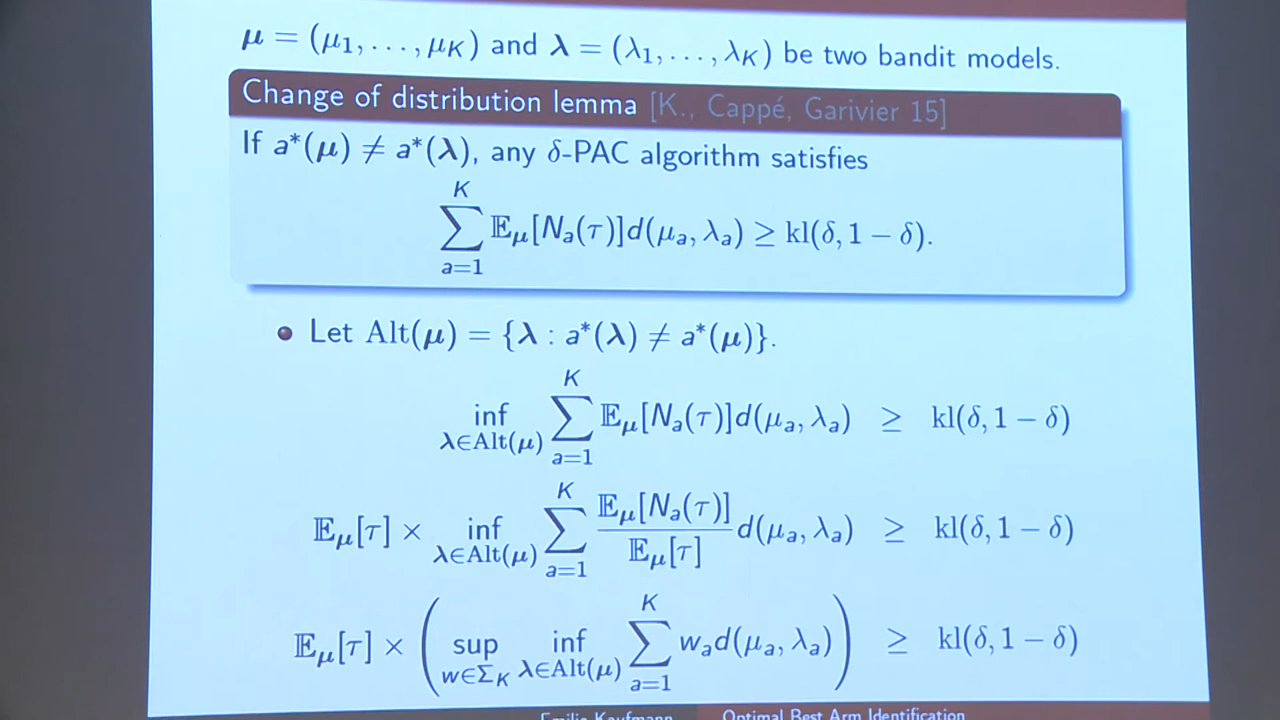 μ = (μ₁, . . . , μ_K) and λ = (λ₁, . . . , λ_K) be two bandit models.
Change of distribution lemma [K., Cappé, Garivier 15]
If a*(μ) ≠ a*(λ), any δ-PAC algorithm satisfies
∑_{a=1}^{K} 𝔼_μ[N_a(τ)]d(μ_a, λ_a) ≥ kl(δ, 1 − δ).
Let Alt(μ) = {λ : a*(λ) ≠ a*(μ)}.
inf_{λ∈Alt(μ)} ∑_{a=1}^{K} 𝔼_μ[N_a(τ)]d(μ_a, λ_a) ≥ kl(δ, 1 − δ)
𝔼_μ[τ] × inf_{λ∈Alt(μ)} ∑_{a=1}^{K} 𝔼_μ[N_a(τ)]/𝔼_μ[τ] d(μ_a, λ_a) ≥ kl(δ, 1 − δ)
𝔼_μ[τ] × ( sup_{w∈Σ_K} inf_{λ∈Alt(μ)} ∑_{a=1}^{K} w_a d(μ_a, λ_a) ) ≥ kl(δ, 1 − δ)
Emilie Kaufmann Optimal Best Arm Identification